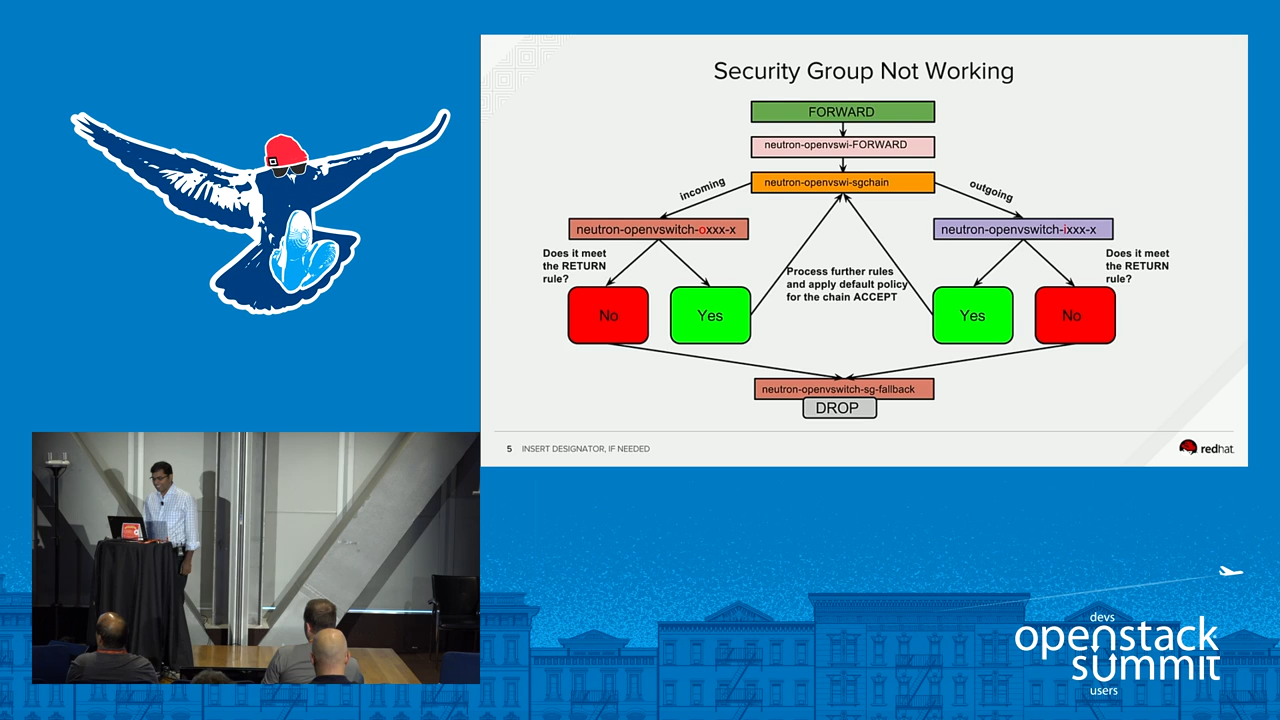 Security Group Not Working
FORWARD
neutron-openvswi-FORWARD
neutron-openvswi-sgchain
incoming
outgoing
neutron-openvswitch-oxxx-x
neutron-openvswitch-ixxx-x
Does it meet
the RETURN
rule?
Does it meet
the RETURN
rule?
Process further rules
and apply default policy
for the chain ACCEPT
No
Yes
Yes
No
neutron-openvswitch-sg-fallback
DROP
5 INSERT DESIGNATOR, IF NEEDED
redhat.
devs
openstack
summit
users